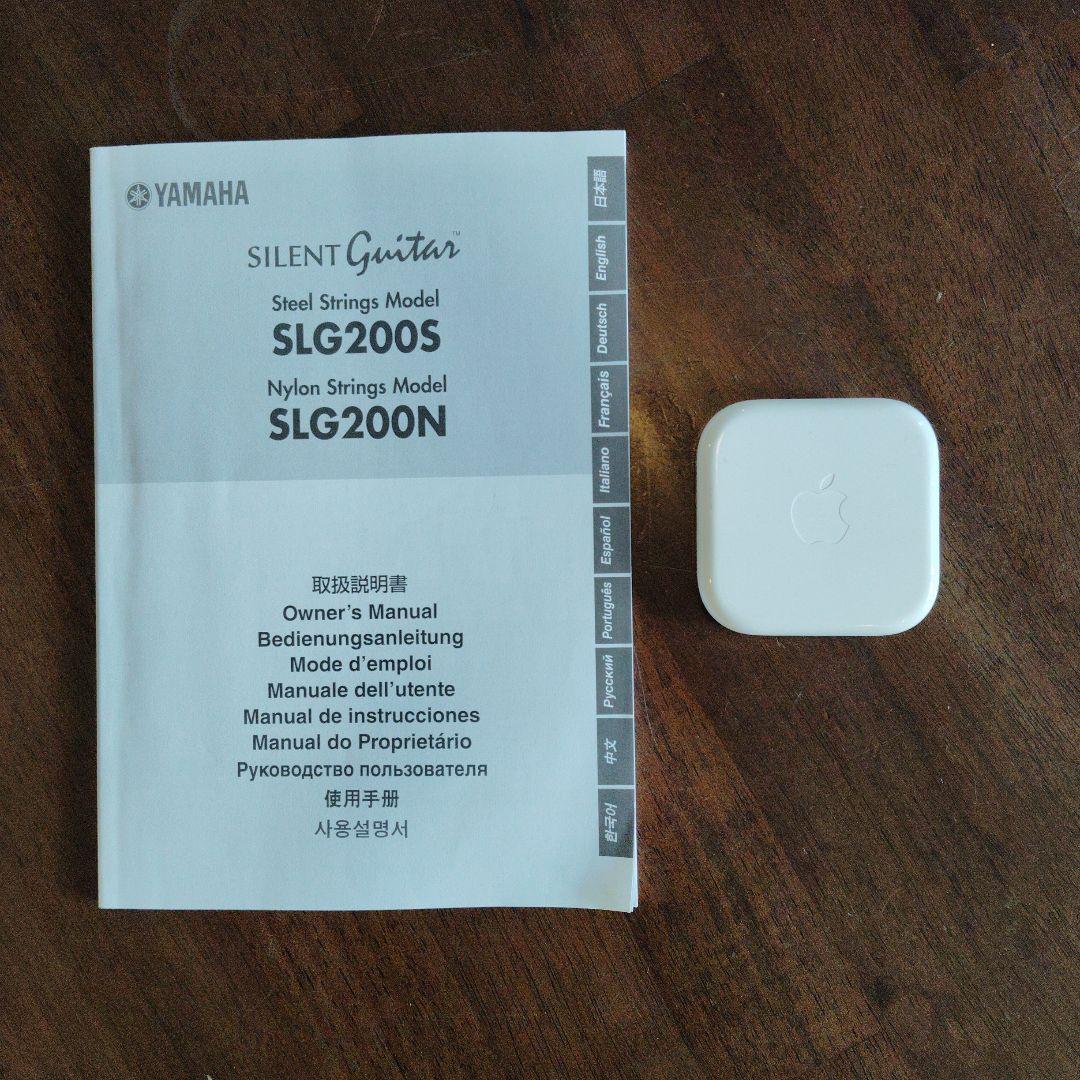 YAMAHA
SILENT Guitar™
Steel Strings Model
SLG200S
Nylon Strings Model
SLG200N
取扱説明書
Owner's Manual
Bedienungsanleitung
Mode d'emploi
Manuale dell'utente
Manual de instrucciones
Manual do Proprietário
Руководство пользователя
使用手册
사용설명서
日本語
English
Deutsch
Français
Italiano
Español
Português
Русский
中文
한국어